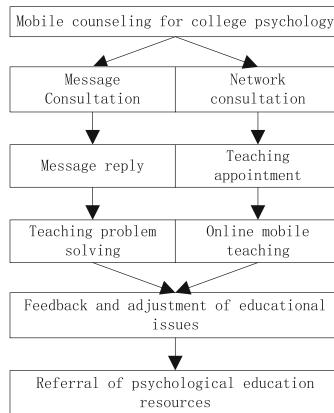 Mobile counseling for college psychology
Message
Consultation
Network
consultation
Message reply
Teaching
appointment
Teaching problem
solving
Online mobile
teaching
Feedback and adjustment of educational
issues
Referral of psychological education
resources